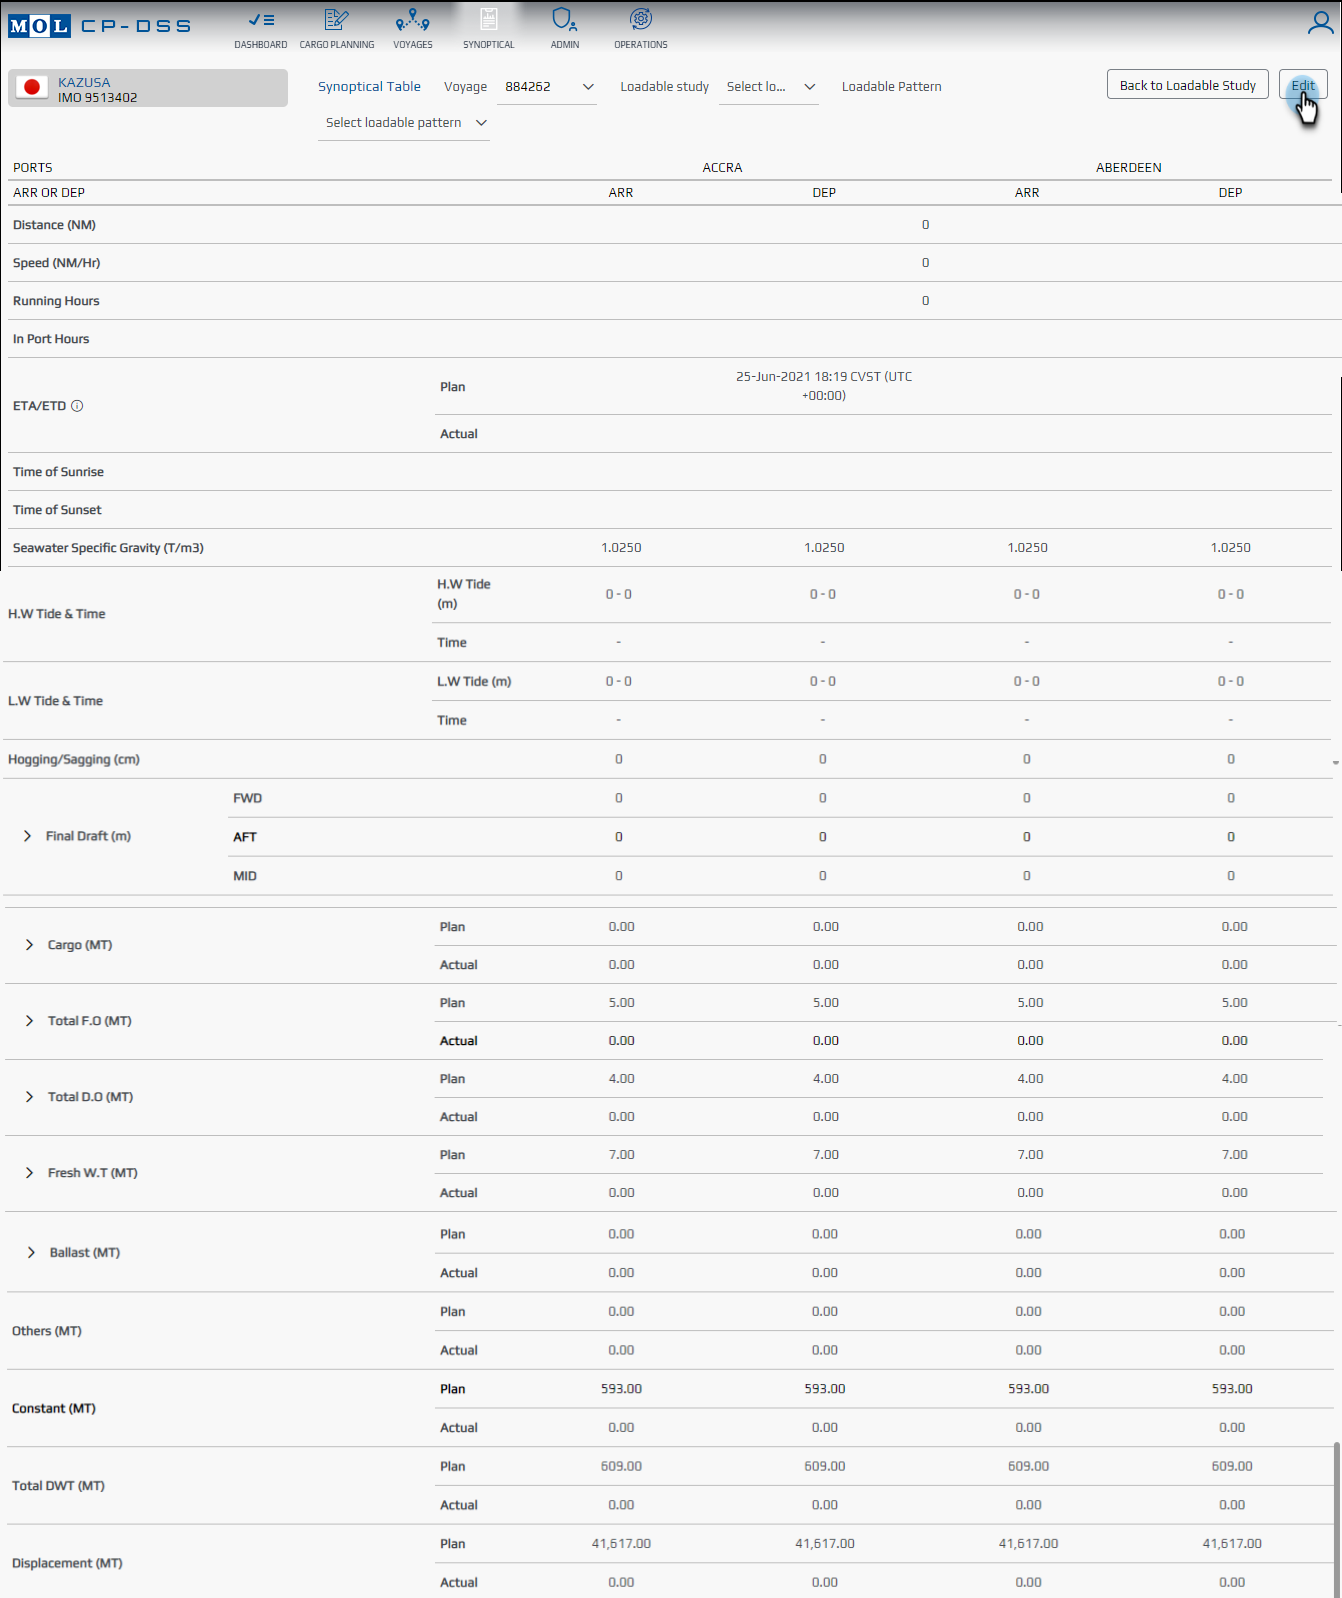 MOL CP-DSS
DASHBOARD CARGO PLANNING VOYAGES SYNOPTICAL ADMIN OPERATIONS
KAZUSA
IMO 9513402
Synoptical Table Voyage 884262 Loadable study Select lo... Loadable Pattern
Select loadable pattern
Back to Loadable Study Edit
PORTS ACCRA ABERDEEN
ARR OR DEP ARR DEP ARR DEP
Distance (NM) 0
Speed (NM/Hr) 0
Running Hours 0
In Port Hours
ETA/ETD Plan 25-Jun-2021 18:19 CVST (UTC
+00:00)
Actual
Time of Sunrise
Time of Sunset
Seawater Specific Gravity (T/m3) 1.0250 1.0250 1.0250 1.0250
H.W Tide & Time H.W Tide
(m) 0 - 0 0 - 0 0 - 0 0 - 0
Time - - - -
L.W Tide & Time L.W Tide (m) 0 - 0 0 - 0 0 - 0 0 - 0
Time - - - -
Hogging/Sagging (cm) 0 0 0 0
Final Draft (m) FWD 0 0 0 0
AFT 0 0 0 0
MID 0 0 0 0
Cargo (MT) Plan 0.00 0.00 0.00 0.00
Actual 0.00 0.00 0.00 0.00
Total F.O (MT) Plan 5.00 5.00 5.00 5.00
Actual 0.00 0.00 0.00 0.00
Total D.O (MT) Plan 4.00 4.00 4.00 4.00
Actual 0.00 0.00 0.00 0.00
Fresh W.T (MT) Plan 7.00 7.00 7.00 7.00
Actual 0.00 0.00 0.00 0.00
Ballast (MT) Plan 0.00 0.00 0.00 0.00
Actual 0.00 0.00 0.00 0.00
Others (MT) Plan 0.00 0.00 0.00 0.00
Actual 0.00 0.00 0.00 0.00
Constant (MT) Plan 593.00 593.00 593.00 593.00
Actual 0.00 0.00 0.00 0.00
Total DWT (MT) Plan 609.00 609.00 609.00 609.00
Actual 0.00 0.00 0.00 0.00
Displacement (MT) Plan 41,617.00 41,617.00 41,617.00 41,617.00
Actual 0.00 0.00 0.00 0.00